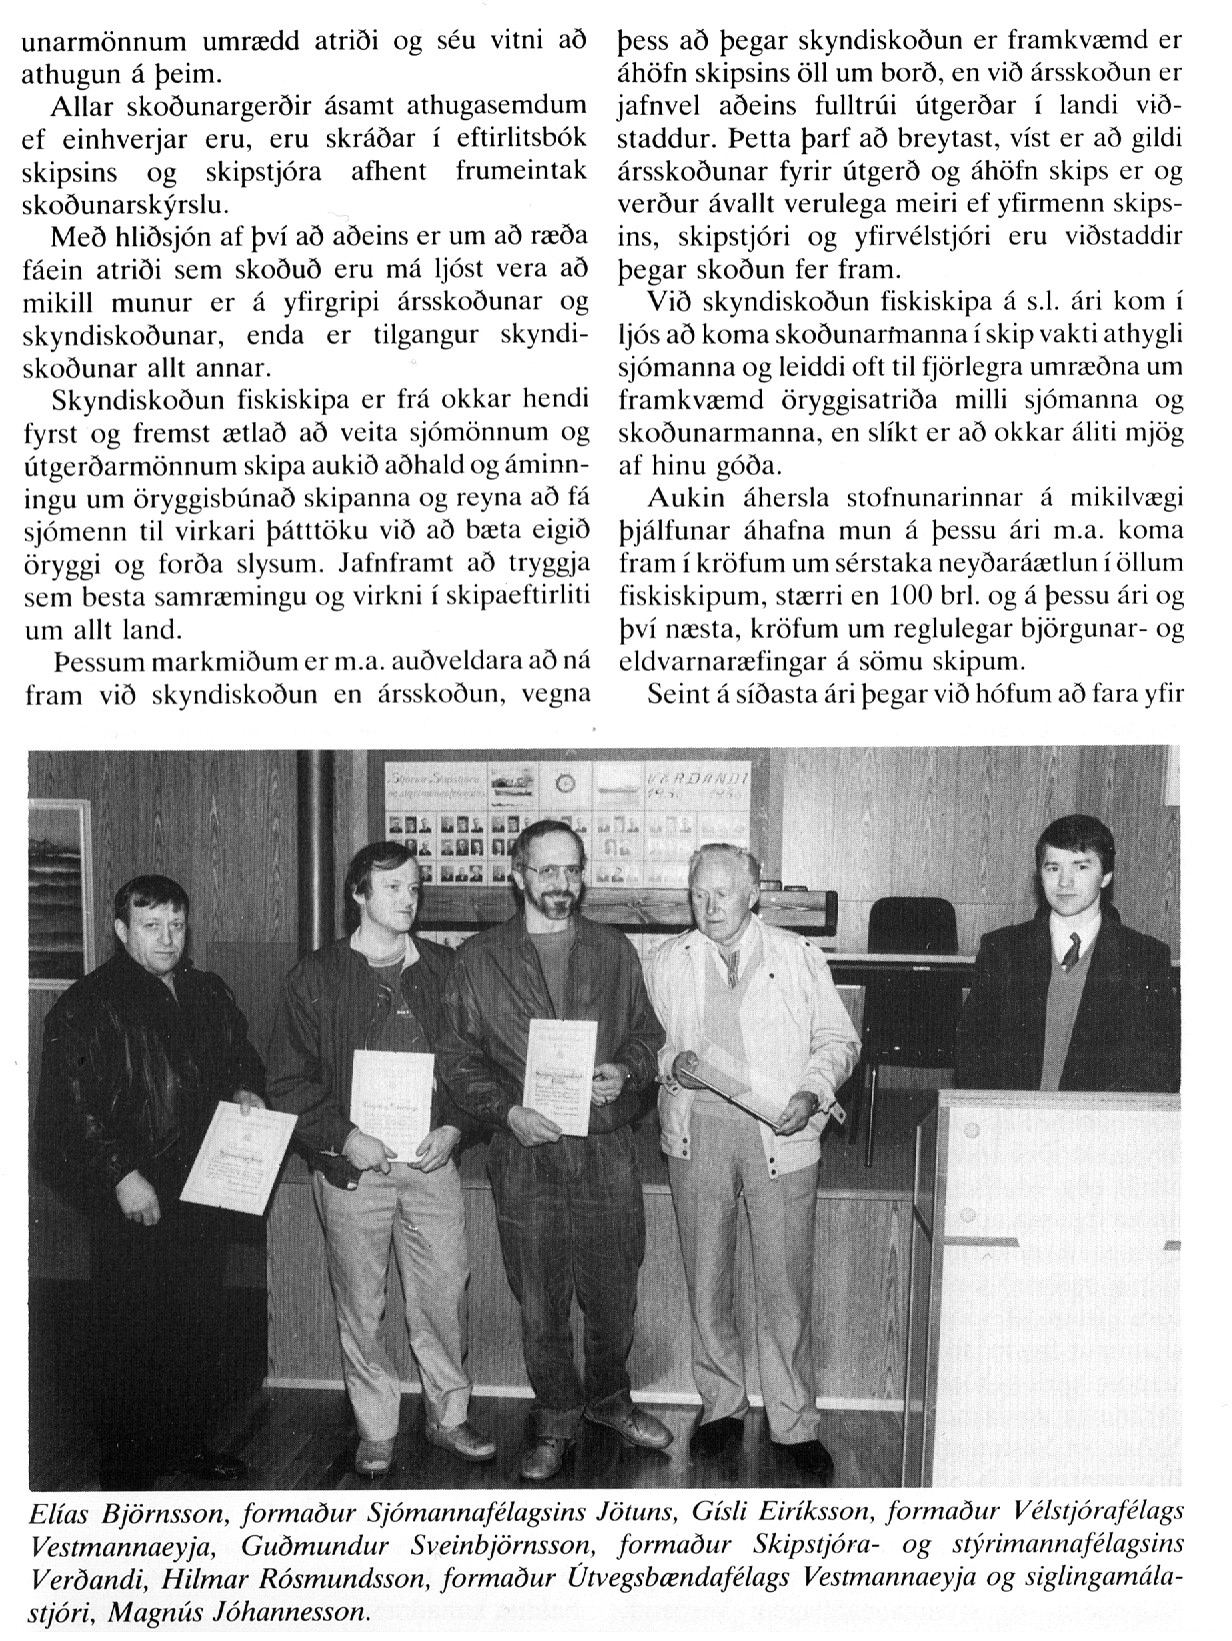 unarmönnum umrædd atriði og séu vitni að
athugun á þeim.
Allar skoðunargerðir ásamt athugasemdum
ef einhverjar eru, eru skráðar í eftirlitsbók
skipsins og skipstjóra afhent frumeintak
skoðunarskýrslu.
Með hliðsjón af því að aðeins er um að ræða
fáein atriði sem skoðuð eru má ljóst vera að
mikill munur er á yfirgripi ársskoðunar og
skyndiskoðunar, enda er tilgangur skyndi-
skoðunar allt annar.
Skyndiskoðun fiskiskipa er frá okkar hendi
fyrst og fremst ætlað að veita sjómönnum og
útgerðarmönnum skipa aukið aðhald og áminn-
ingu um öryggisbúnað skipanna og reyna að fá
sjómenn til virkari þátttöku við að bæta eigið
öryggi og forða slysum. Jafnframt að tryggja
sem besta samræmingu og virkni í skipaeftirliti
um allt land.
Þessum markmiðum er m.a. auðveldara að ná
fram við skyndiskoðun en ársskoðun, vegna
þess að þegar skyndiskoðun er framkvæmd er
áhöfn skipsins öll um borð, en við ársskoðun er
jafnvel aðeins fulltrúi útgerðar í landi við-
staddur. Þetta þarf að breytast, víst er að gildi
ársskoðunar fyrir útgerð og áhöfn skips er og
verður ávallt verulega meiri ef yfirmenn skips-
ins, skipstjóri og yfirvélstjóri eru viðstaddir
þegar skoðun fer fram.
Við skyndiskoðun fiskiskipa á s.l. ári kom í
ljós að koma skoðunarmanna í skip vakti athygli
sjómanna og leiddi oft til fjörlegra umræðna um
framkvæmd öryggisatriða milli sjómanna og
skoðunarmanna, en slíkt er að okkar áliti mjög
af hinu góða.
Aukin áhersla stofnunarinnar á mikilvægi
þjálfunar áhafna mun á þessu ári m.a. koma
fram í kröfum um sérstaka neyðaráætlun í öllum
fiskiskipum, stærri en 100 brl. og á þessu ári og
því næsta, kröfum um reglulegar björgunar- og
eldvarnaræfingar á sömu skipum.
Seint á síðasta ári þegar við hófum að fara yfir
VERÐANDI
Elías Björnsson, formaður Sjómannafélagsins Jötuns, Gísli Eiríksson, formaður Vélstjórafélags
Vestmannaeyja, Guðmundur Sveinbjörnsson, formaður Skipstjóra- og stýrimannafélagsins
Verðandi, Hilmar Rósmundsson, formaður Útvegsbændafélags Vestmannaeyja og siglingamála-
stjóri, Magnús Jóhannesson.